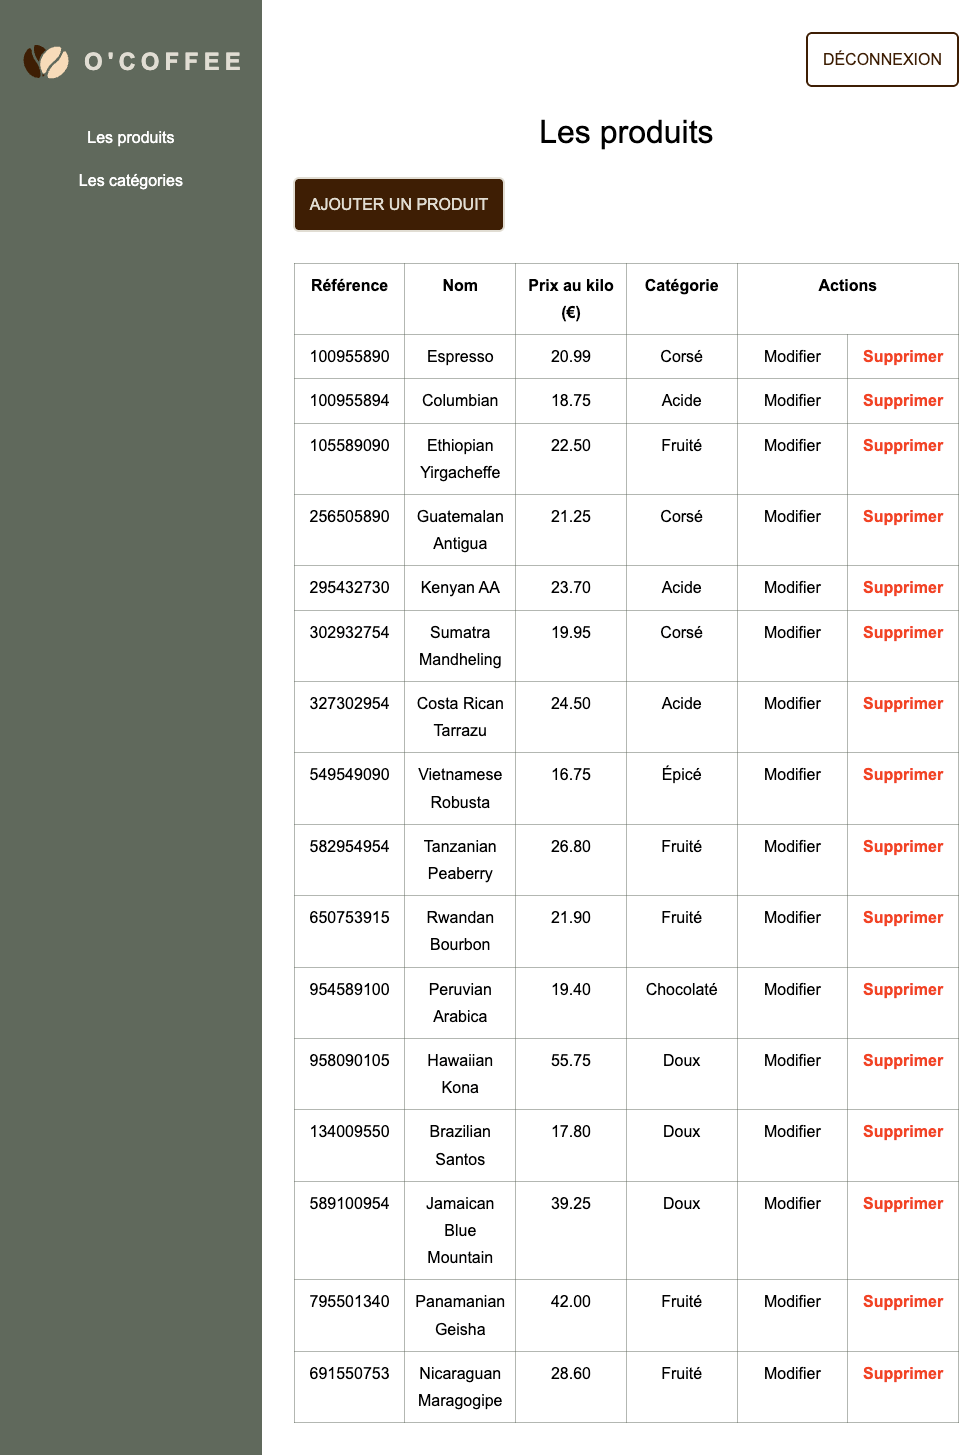 O'COFFEE
Les produits
Les catégories
DÉCONNEXION
Les produits
AJOUTER UN PRODUIT
Référence Nom Prix au kilo Catégorie Actions
(€)
100955890 Espresso 20.99 Corsé Modifier Supprimer
100955894 Columbian 18.75 Acide Modifier Supprimer
105589090 Ethiopian 22.50 Fruité Modifier Supprimer
Yirgacheffe
256505890 Guatemalan 21.25 Corsé Modifier Supprimer
Antigua
295432730 Kenyan AA 23.70 Acide Modifier Supprimer
302932754 Sumatra 19.95 Corsé Modifier Supprimer
Mandheling
327302954 Costa Rican 24.50 Acide Modifier Supprimer
Tarrazu
549549090 Vietnamese 16.75 Épicé Modifier Supprimer
Robusta
582954954 Tanzanian 26.80 Fruité Modifier Supprimer
Peaberry
650753915 Rwandan 21.90 Fruité Modifier Supprimer
Bourbon
954589100 Peruvian 19.40 Chocolaté Modifier Supprimer
Arabica
958090105 Hawaiian 55.75 Doux Modifier Supprimer
Kona
134009550 Brazilian 17.80 Doux Modifier Supprimer
Santos
589100954 Jamaican 39.25 Doux Modifier Supprimer
Blue
Mountain
795501340 Panamanian 42.00 Fruité Modifier Supprimer
Geisha
691550753 Nicaraguan 28.60 Fruité Modifier Supprimer
Maragogipe